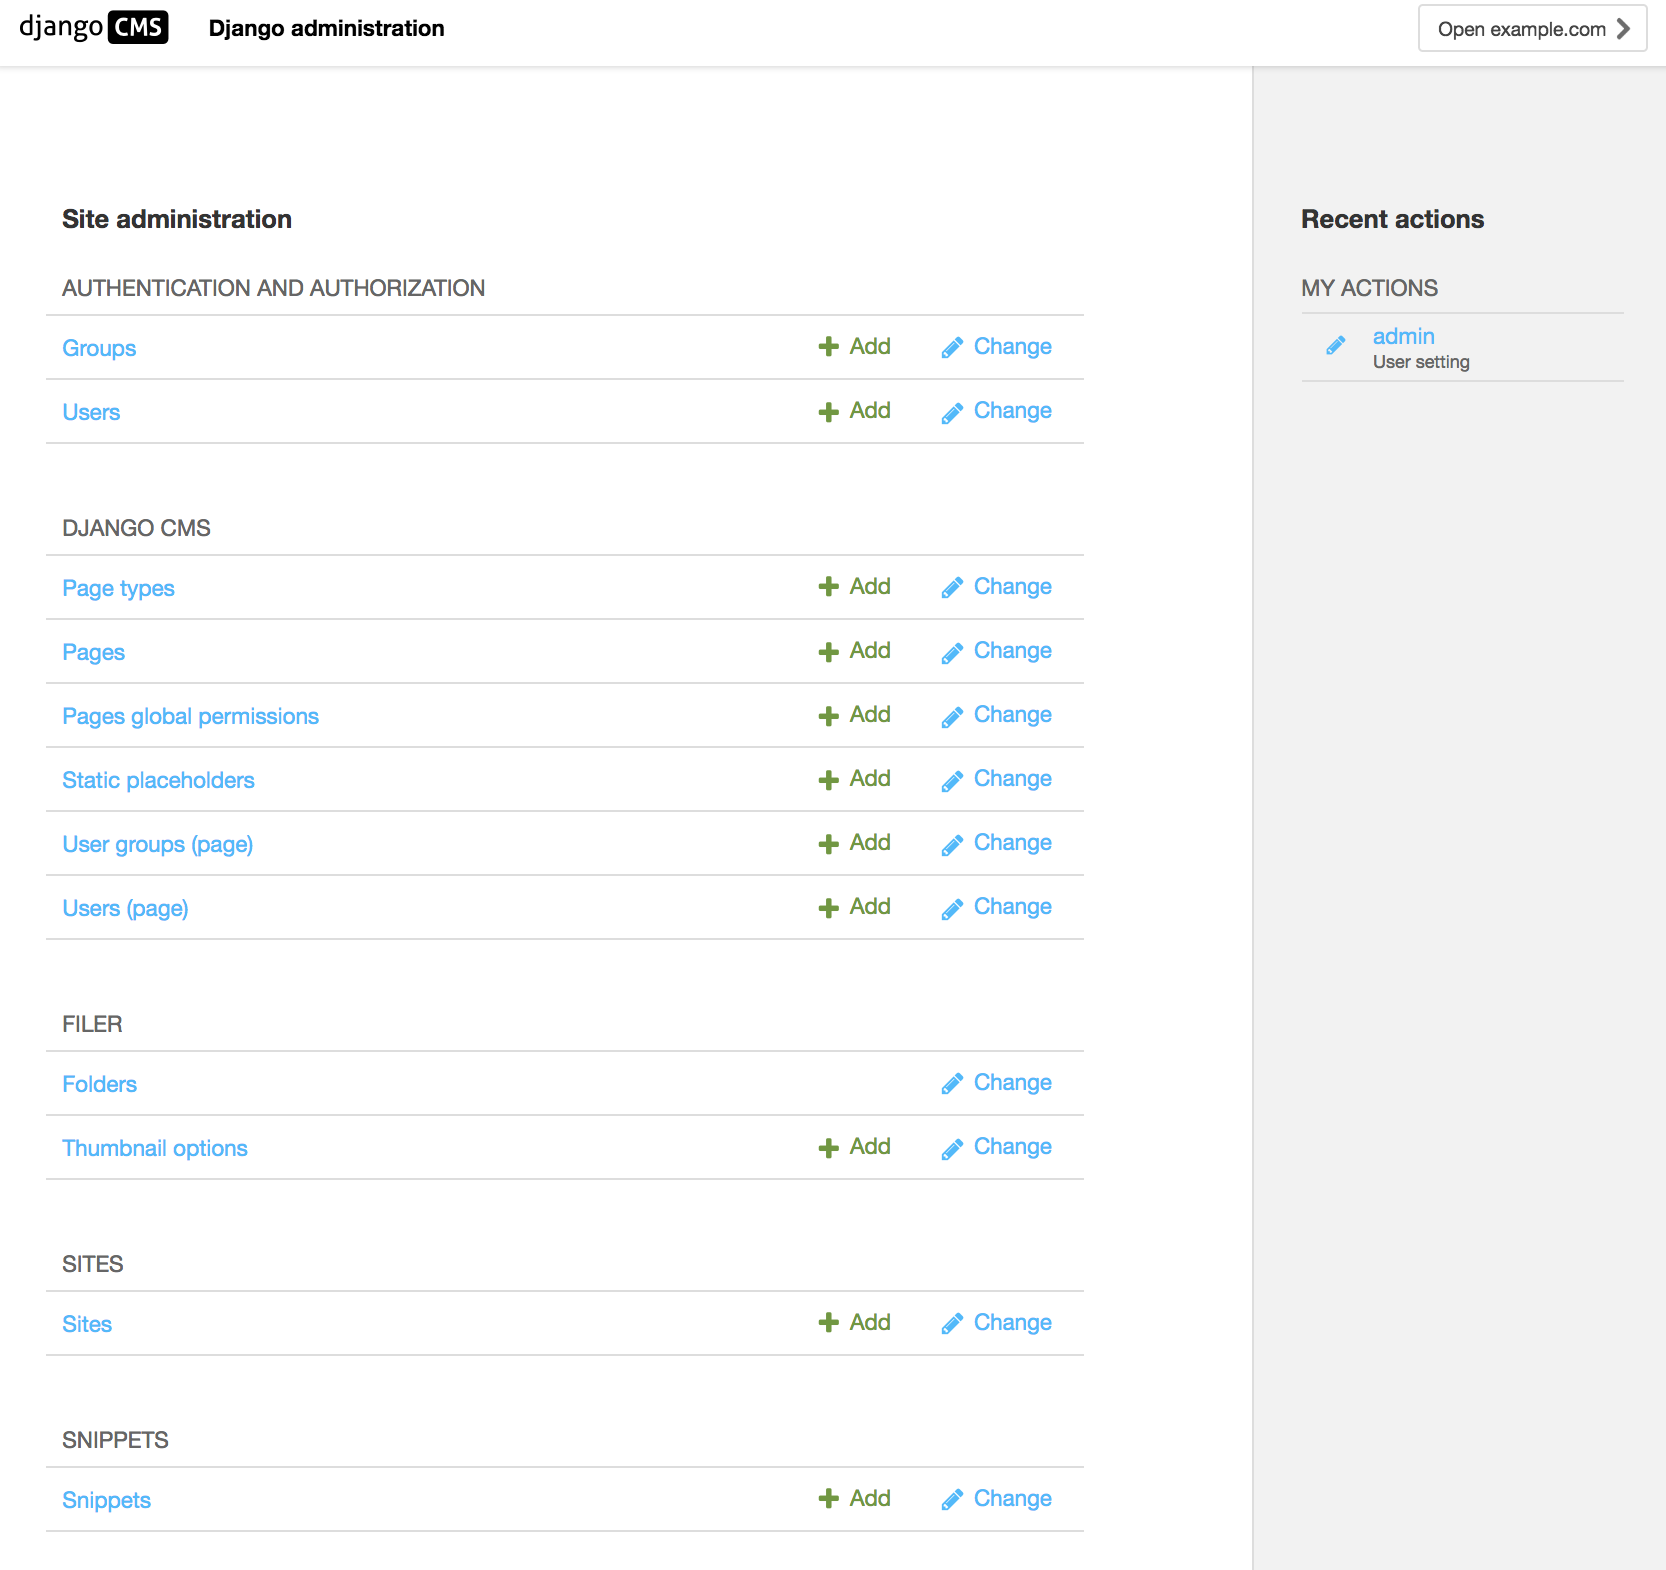 django CMS Django administration Open example.com
Site administration
AUTHENTICATION AND AUTHORIZATION
Groups Add Change
Users Add Change
DJANGO CMS
Page types Add Change
Pages Add Change
Pages global permissions Add Change
Static placeholders Add Change
User groups (page) Add Change
Users (page) Add Change
FILER
Folders Change
Thumbnail options Add Change
SITES
Sites Add Change
SNIPPETS
Snippets Add Change
Recent actions
MY ACTIONS
admin
User setting